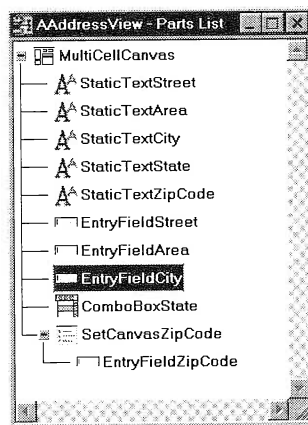 AAddressView - Parts List
MultiCellCanvas
StaticTextStreet
StaticTextArea
StaticTextCity
StaticTextState
StaticTextZipCode
EntryFieldStreet
EntryFieldArea
EntryFieldCity
ComboBoxState
SetCanvasZipCode
EntryFieldZipCode